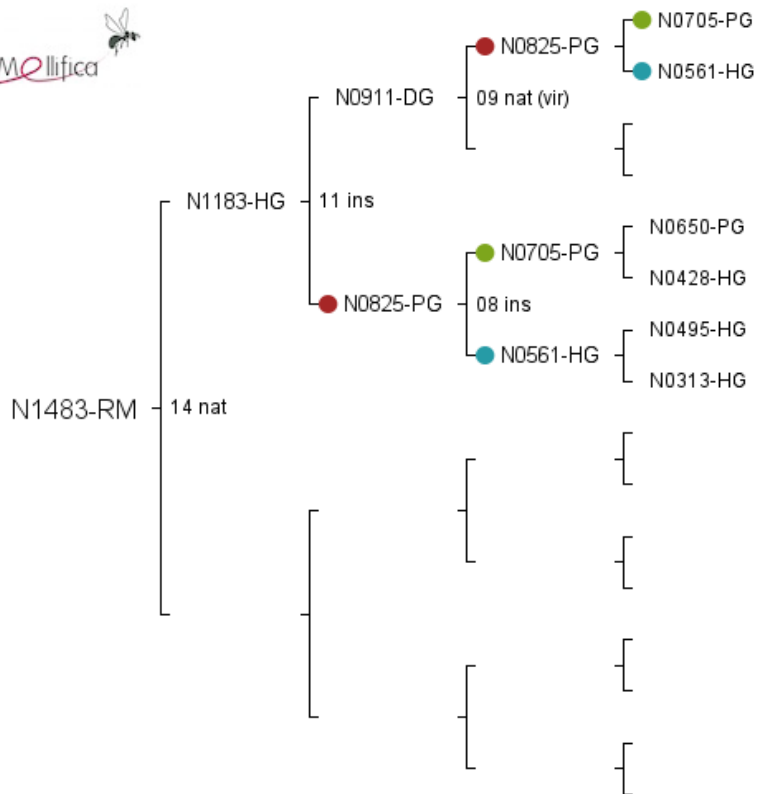 Mellifica
N0705-PG
N0825-PG
N0561-HG
N0911-DG
09 nat (vir)
N1183-HG
11 ins
N0650-PG
N0705-PG
N0428-HG
N0825-PG
08 ins
N0495-HG
N0561-HG
N0313-HG
N1483-RM
14 nat